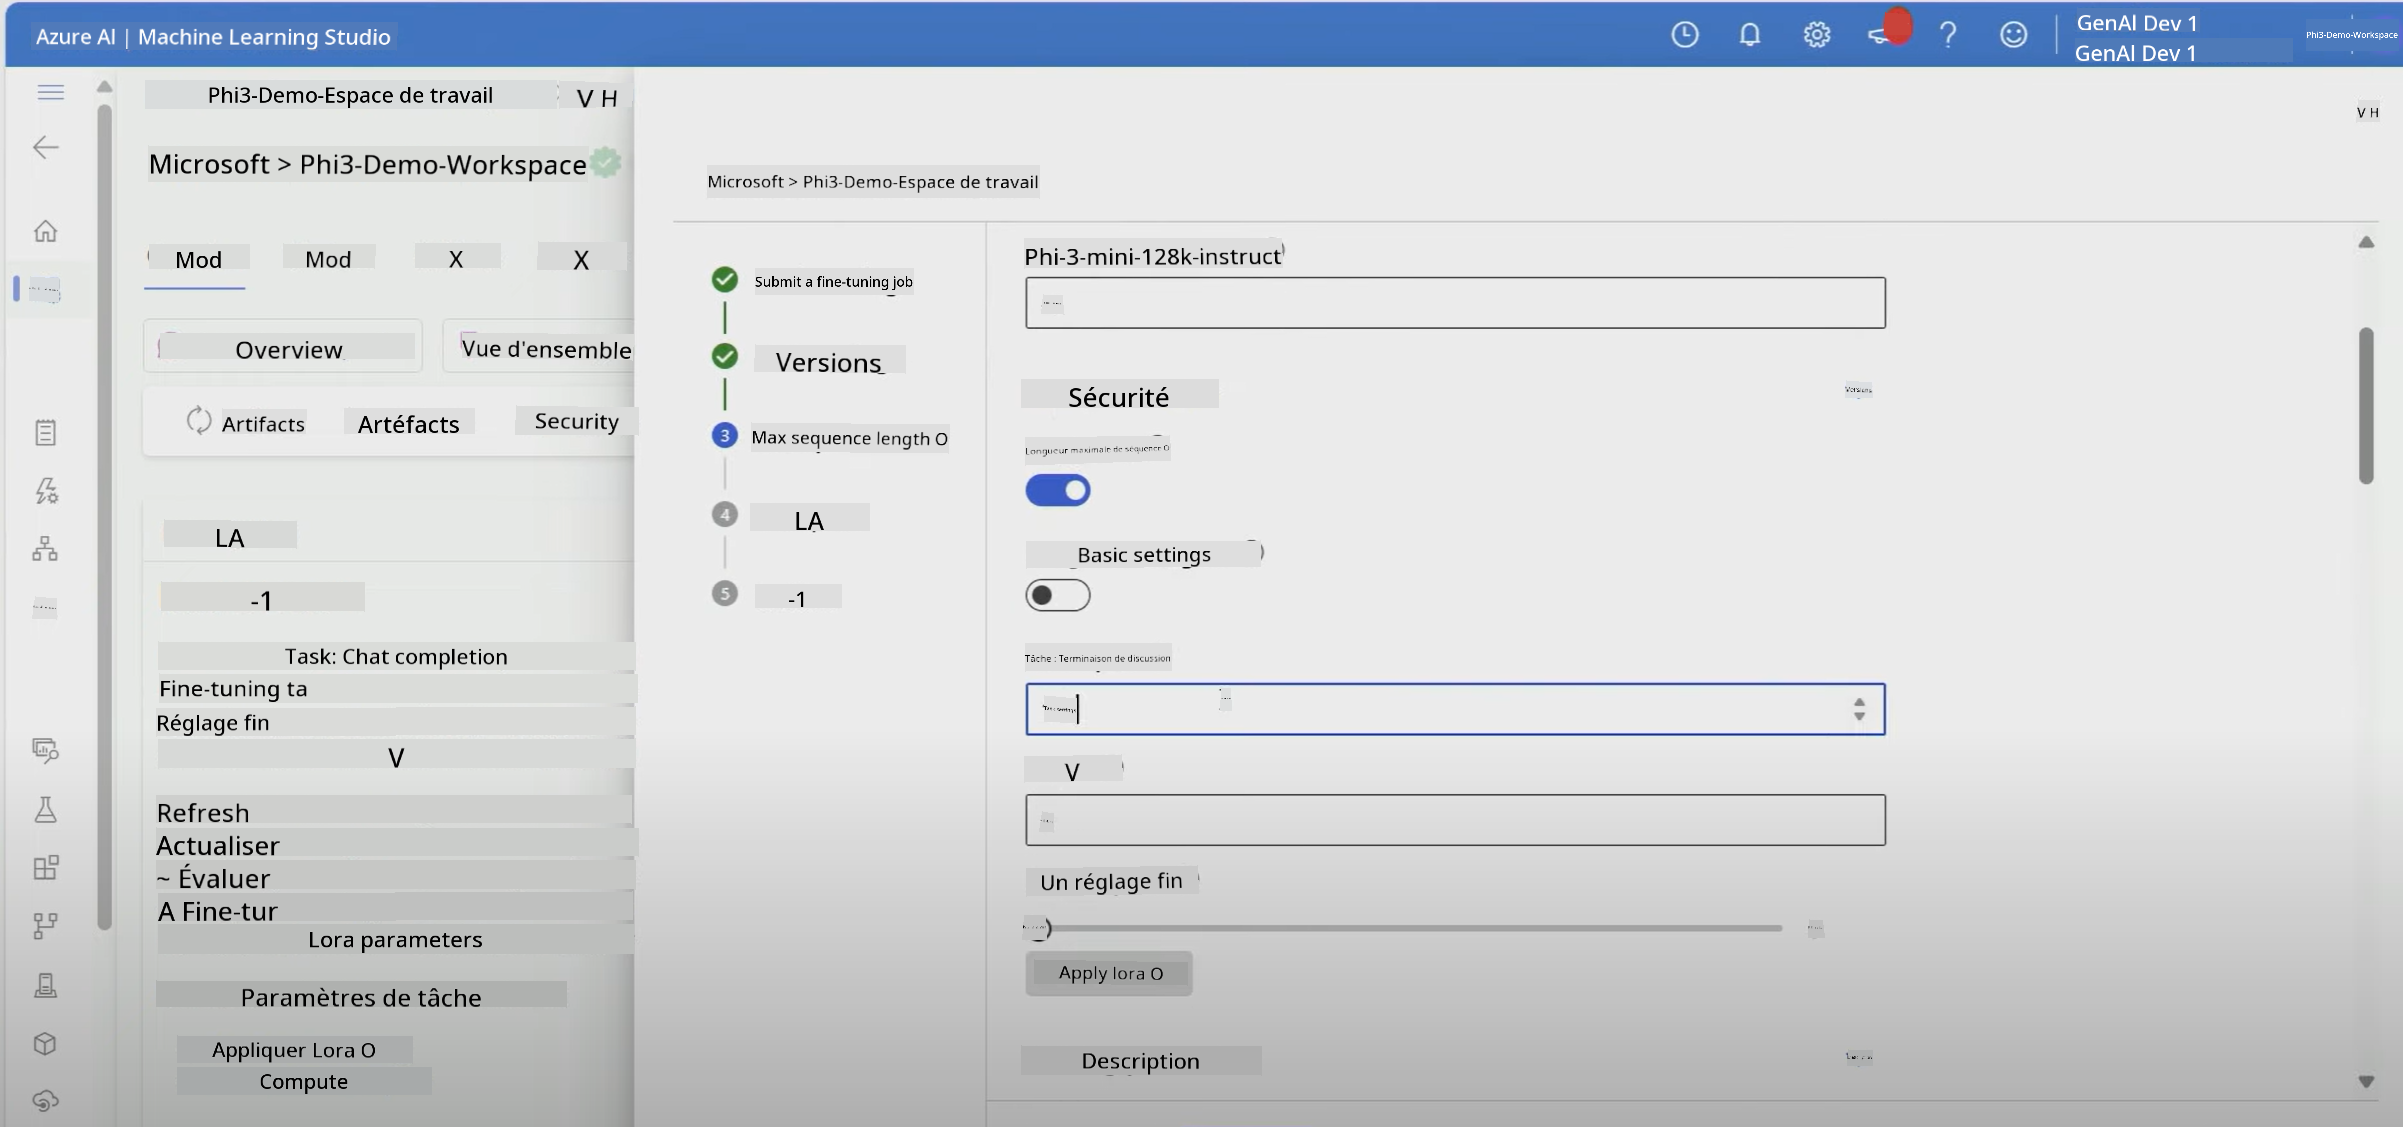 Azure AI | Machine Learning Studio
GenAI Dev 1
GenAI Dev 1
Phi3-Demo-Workspace
Phi3-Demo-Espace de travail
V H
Microsoft > Phi3-Demo-Workspace
Mod
Mod
X
X
Overview
Vue d'ensemble
Artifacts
Artéfacts
Security
LA
-1
Task: Chat completion
Fine-tuning ta
Réglage fin
V
Refresh
Actualiser
~ Évaluer
A Fine-tur
Lora parameters
Paramètres de tâche
Appliquer Lora O
Compute
V H
Microsoft > Phi3-Demo-Espace de travail
Submit a fine-tuning job
Versions
3
Max sequence length O
4
LA
5
-1
Phi-3-mini-128k-instruct
Sécurité
Versions
Longueur maximale de séquence O
Basic settings
Tâche : Terminaison de discussion
Task settings
V
Un réglage fin
Apply lora O
Description